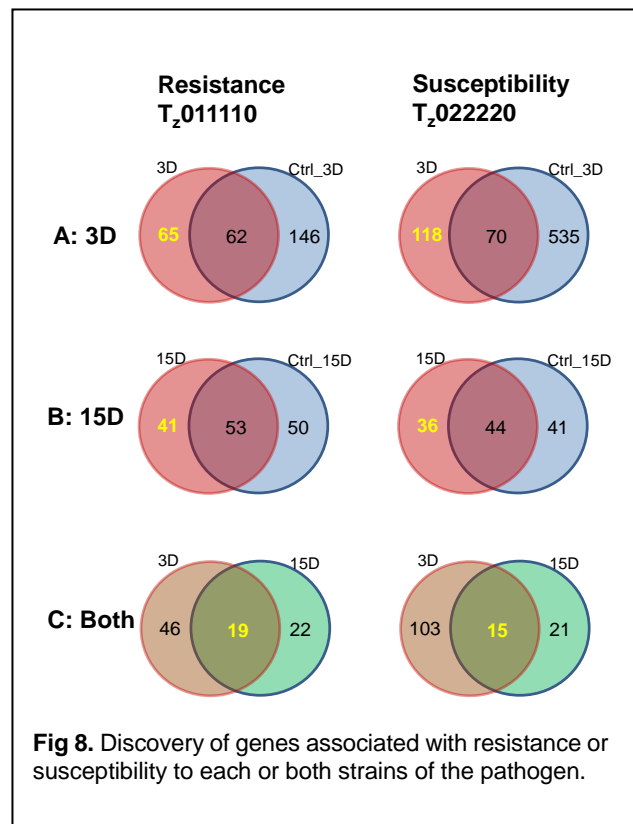 Resistance
Tz011110
Susceptibility
Tz022220
3D
Ctrl_3D
3D
Ctrl_3D
A: 3D
65
62
146
118
70
535
15D
Ctrl_15D
15D
Ctrl_15D
B: 15D
41
53
50
36
44
41
3D
15D
3D
15D
C: Both
46
19
22
103
15
21
Fig 8. Discovery of genes associated with resistance or
susceptibility to each or both strains of the pathogen.